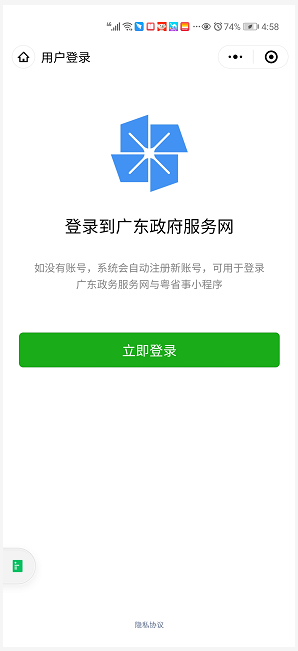 74% 4:58
用户登录
登录到广东政府服务网
如没有账号，系统会自动注册新账号，可用于登录
广东政务服务网与粤省事小程序
立即登录
隐私协议